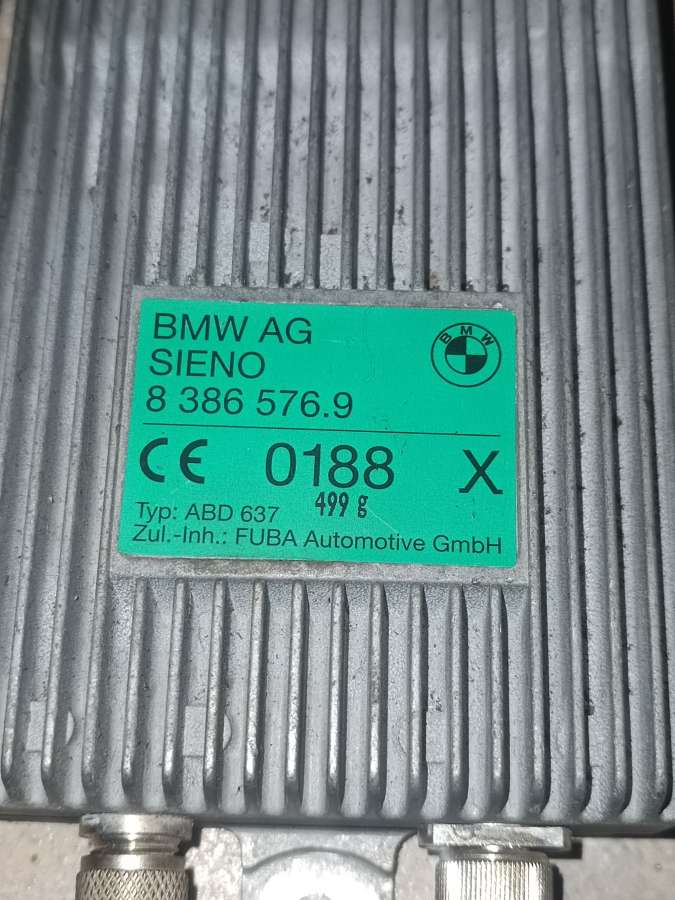 BMW AG
SIENO
BMW
8 386 576.9
CE 0188 X
499 g
Typ: ABD 637
Zul.-Inh.: FUBA Automotive GmbH